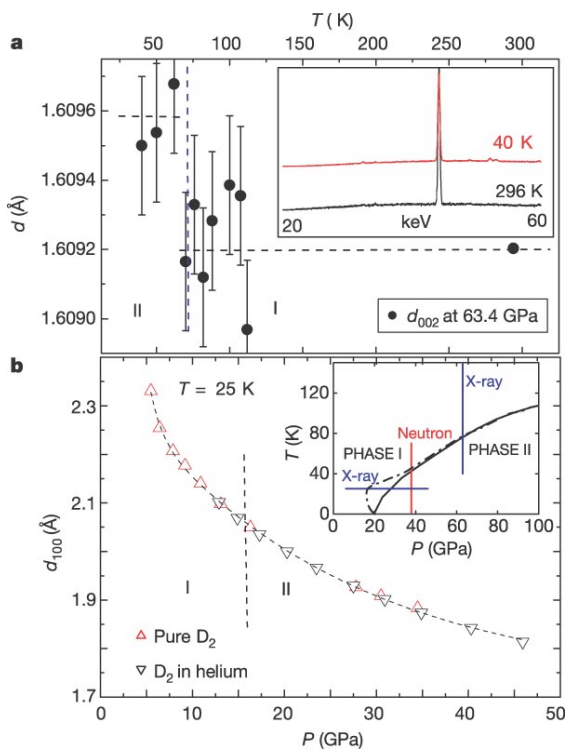 T (K)
50 100 150 200 250 300
a
1.6096
1.6094
1.6092
1.6090
d (Å)
II
I
40 K
296 K
20 keV 60
d002 at 63.4 GPa
b
T = 25 K
2.3
2.1
1.9
1.7
d100 (Å)
I II
Pure D2
D2 in helium
120
80
40
0
T (K)
X-ray
Neutron
PHASE I PHASE II
X-ray
0 20 40 60 80 100
P (GPa)
0 10 20 30 40 50
P (GPa)